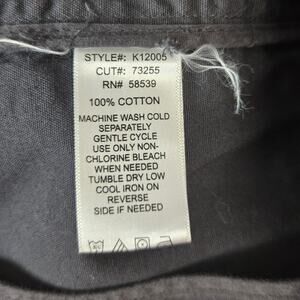 STYLE#: K12005
CUT#: 73255
RN# 58539
100% COTTON
MACHINE WASH COLD
SEPARATELY
GENTLE CYCLE
USE ONLY NON-
CHLORINE BLEACH
WHEN NEEDED
TUMBLE DRY LOW
COOL IRON ON
REVERSE
SIDE IF NEEDED